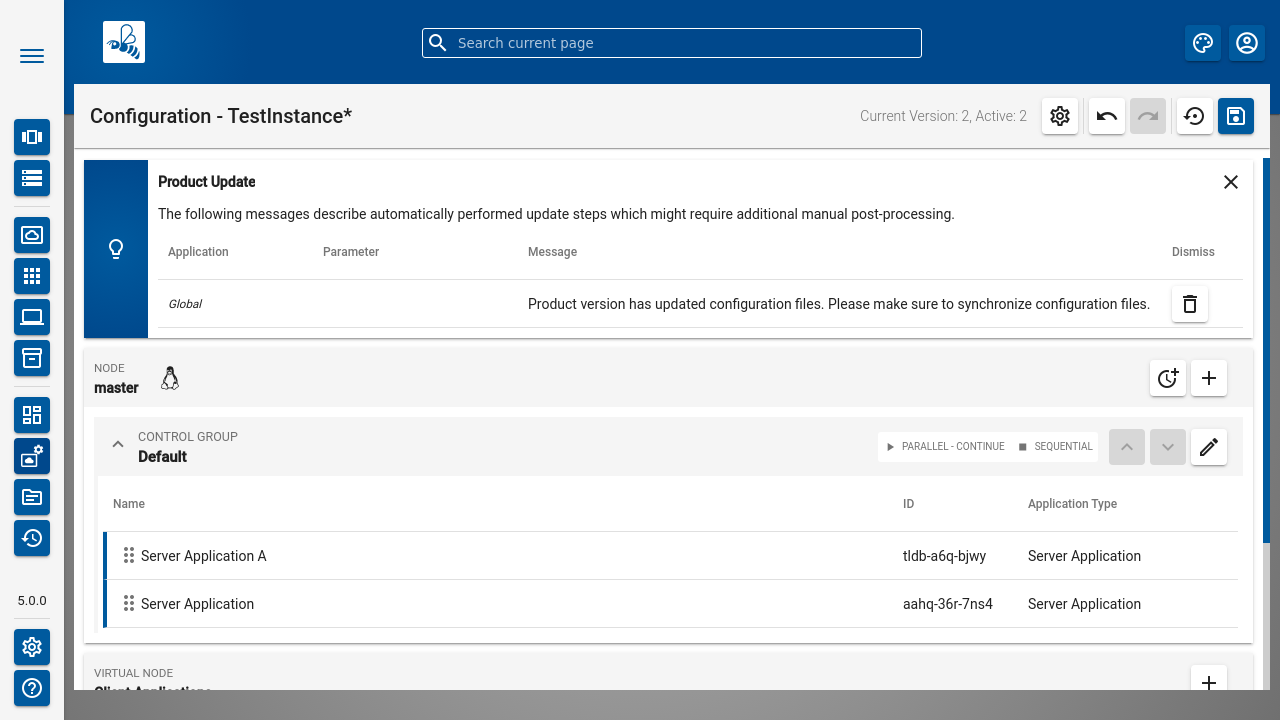 Search current page
Configuration - TestInstance*
Current Version: 2, Active: 2
Product Update
The following messages describe automatically performed update steps which might require additional manual post-processing.
Application Parameter Message Dismiss
Global Product version has updated configuration files. Please make sure to synchronize configuration files.
NODE
master
CONTROL GROUP
Default
PARALLEL - CONTINUE SEQUENTIAL
Name ID Application Type
Server Application A tldb-a6q-bjwy Server Application
Server Application aahq-36r-7ns4 Server Application
5.0.0
VIRTUAL NODE
Client Applications